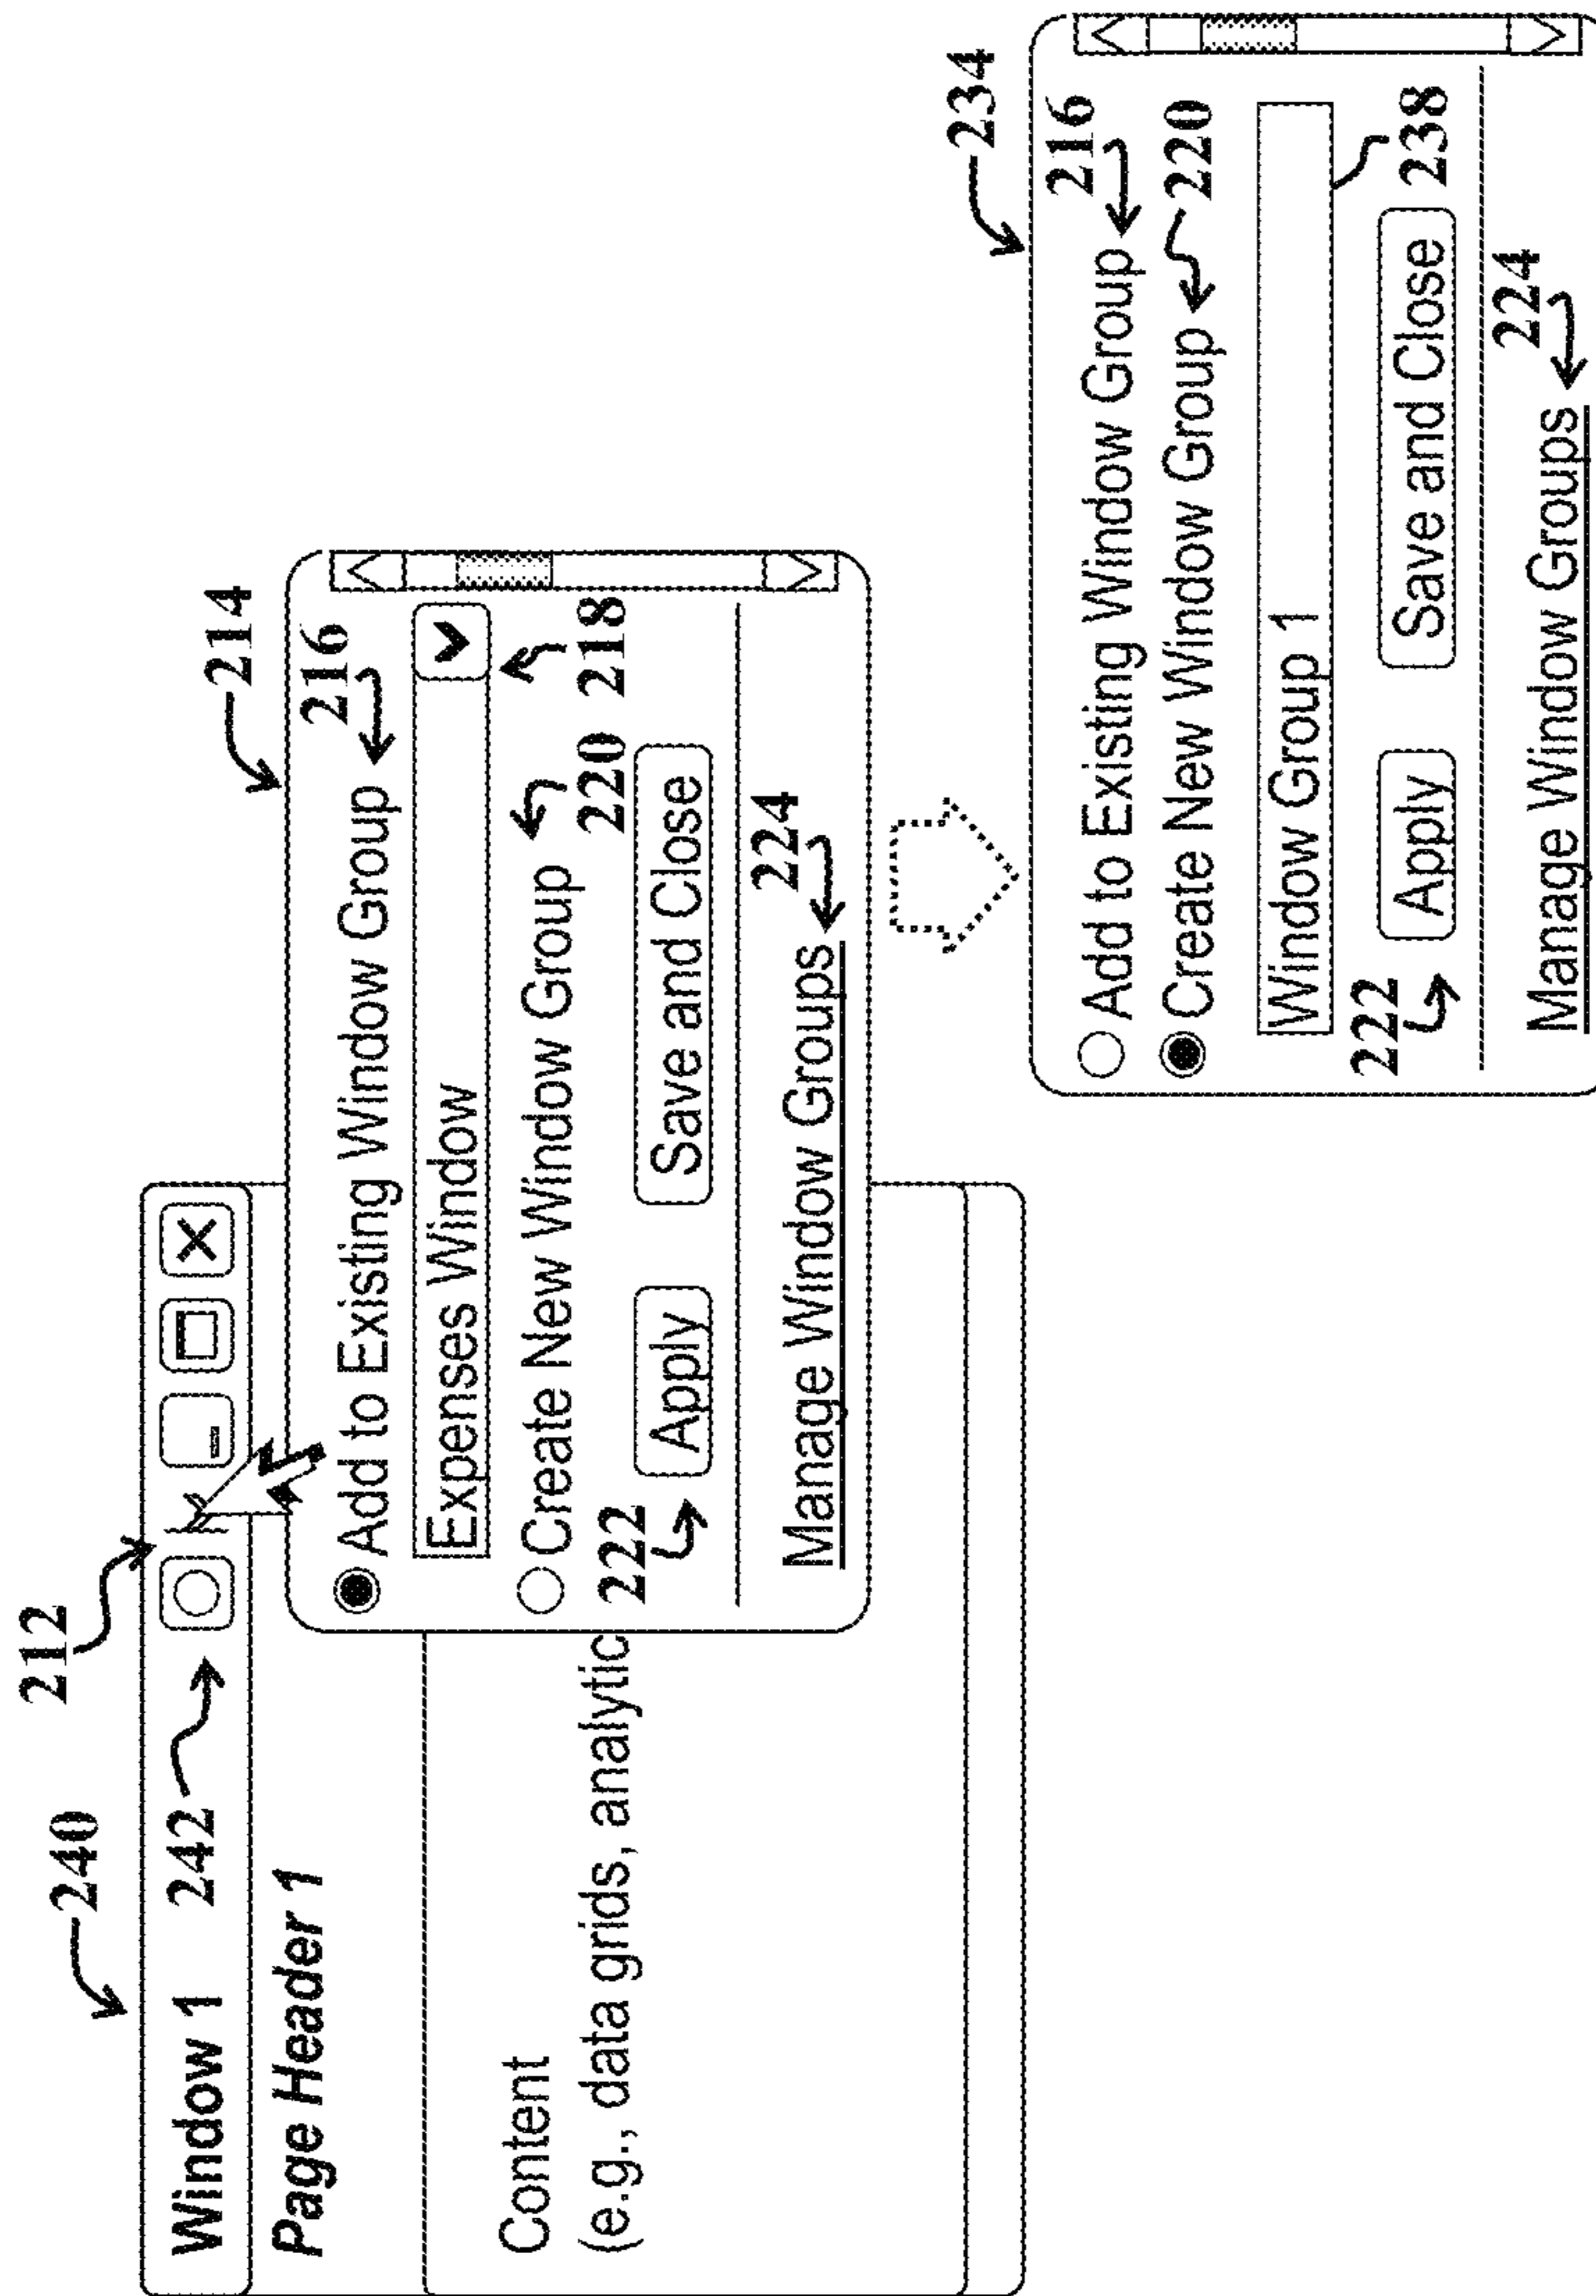 212
240
214
Window 1 242
216
Page Header 1
Add to Existing Window Group
Expenses Window
218
Create New Window Group
220
222
Content
(e.g., data grids, analytic
Apply Save and Close
224
Manage Window Groups
234
216
Add to Existing Window Group
Create New Window Group 220
Window Group 1
222
238
Apply Save and Close
224
Manage Window Groups